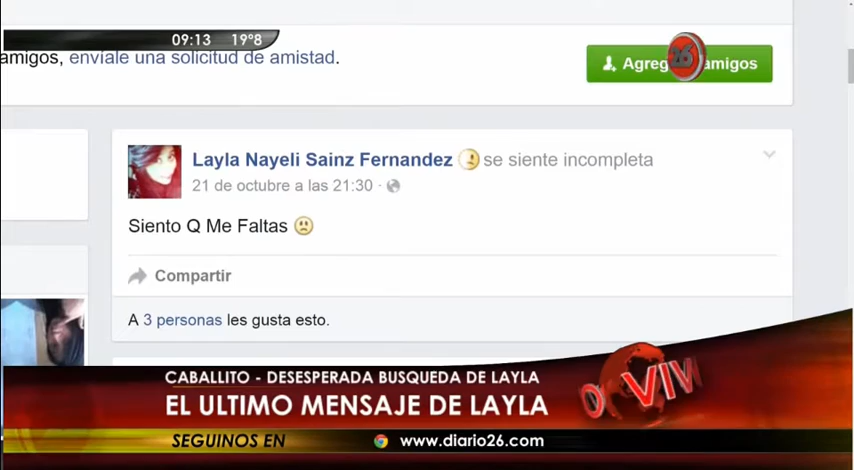 09:13 19°8
amigos, envíale una solicitud de amistad.
26
Agreg amigos
Layla Nayeli Sainz Fernandez se siente incompleta
21 de octubre a las 21:30 ·
Siento Q Me Faltas
Compartir
A 3 personas les gusta esto.
CABALLITO - DESESPERADA BUSQUEDA DE LAYLA
EL ULTIMO MENSAJE DE LAYLA
VIV
SEGUINOS EN www.diario26.com